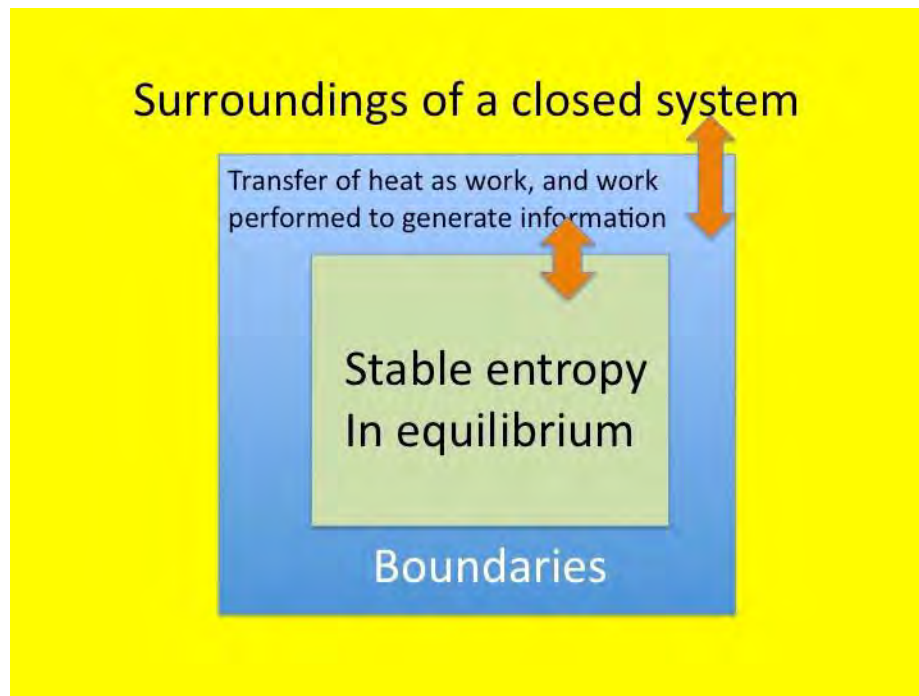 Surroundings of a closed system
Transfer of heat as work, and work
performed to generate information
Stable entropy
In equilibrium
Boundaries